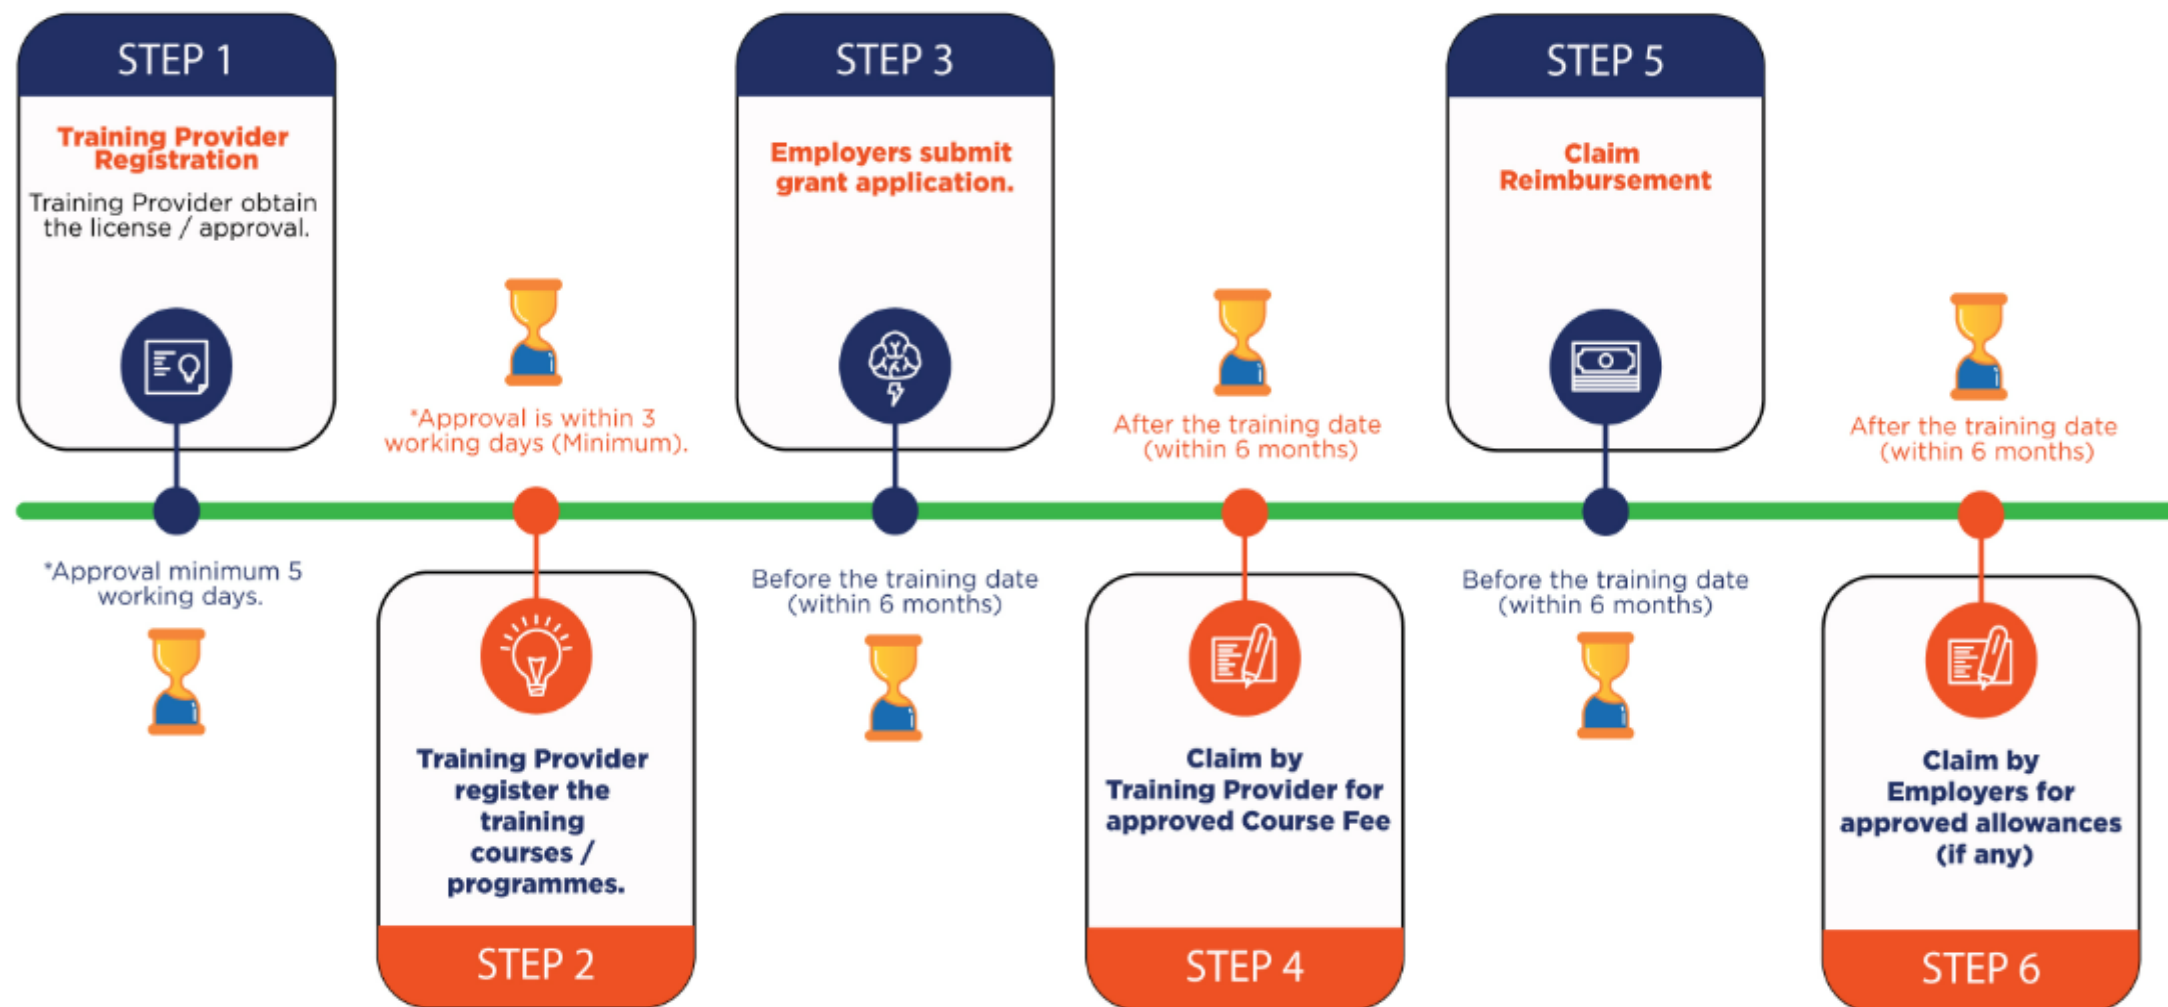 STEP 1
Training Provider
Registration
Training Provider obtain
the license / approval.
*Approval minimum 5
working days.
*Approval is within 3
working days (Minimum).
Training Provider
register the
training
courses /
programmes.
STEP 2
STEP 3
Employers submit
grant application.
Before the training date
(within 6 months)
After the training date
(within 6 months)
Claim by
Training Provider for
approved Course Fee
STEP 4
STEP 5
Claim
Reimbursement
Before the training date
(within 6 months)
After the training date
(within 6 months)
Claim by
Employers for
approved allowances
(if any)
STEP 6